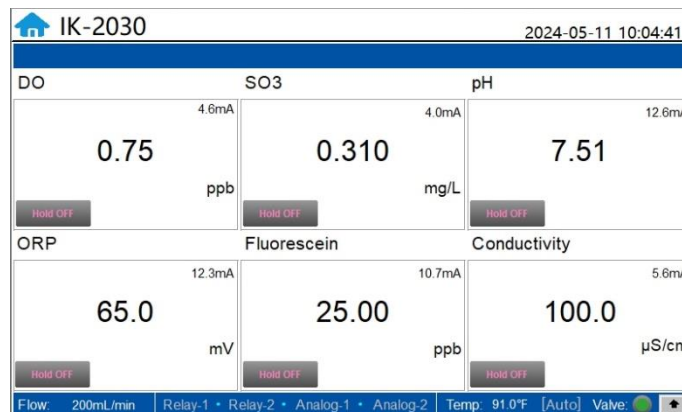 IK-2030
2024-05-11 10:04:41
DO SO3 pH
4.6mA 4.0mA 12.6m
0.75 0.310 7.51
ppb mg/L
Hold OFF Hold OFF Hold OFF
ORP Fluorescein Conductivity
12.3mA 10.7mA 5.6m
65.0 25.00 100.0
mV ppb µS/cm
Hold OFF Hold OFF Hold OFF
Flow: 200mL/min Relay-1 • Relay-2 • Analog-1 • Analog-2 Temp: 91.0°F [Auto] Valve: